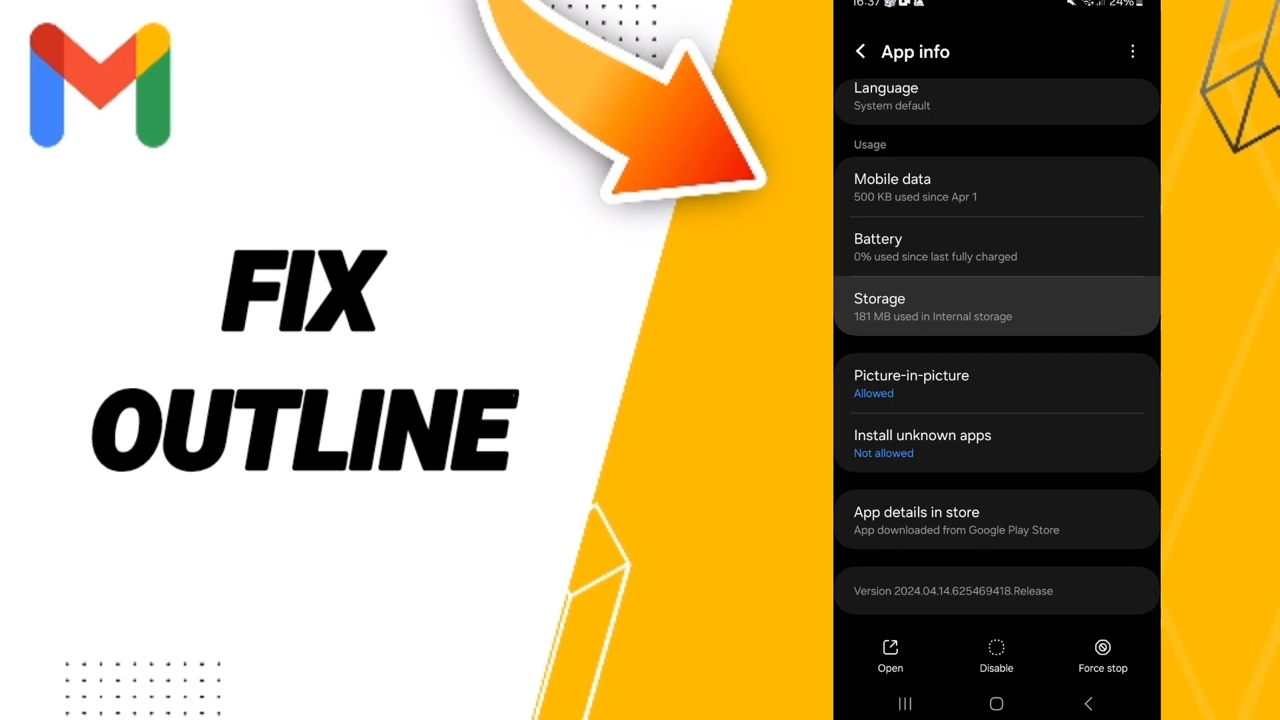 FIX
OUTLINE
16:37
24%
App info
Language
System default
Usage
Mobile data
500 KB used since Apr 1
Battery
0% used since last fully charged
Storage
181 MB used in Internal storage
Picture-in-picture
Allowed
Install unknown apps
Not allowed
App details in store
App downloaded from Google Play Store
Version 2024.04.14.625469418.Release
Open
Disable
Force stop